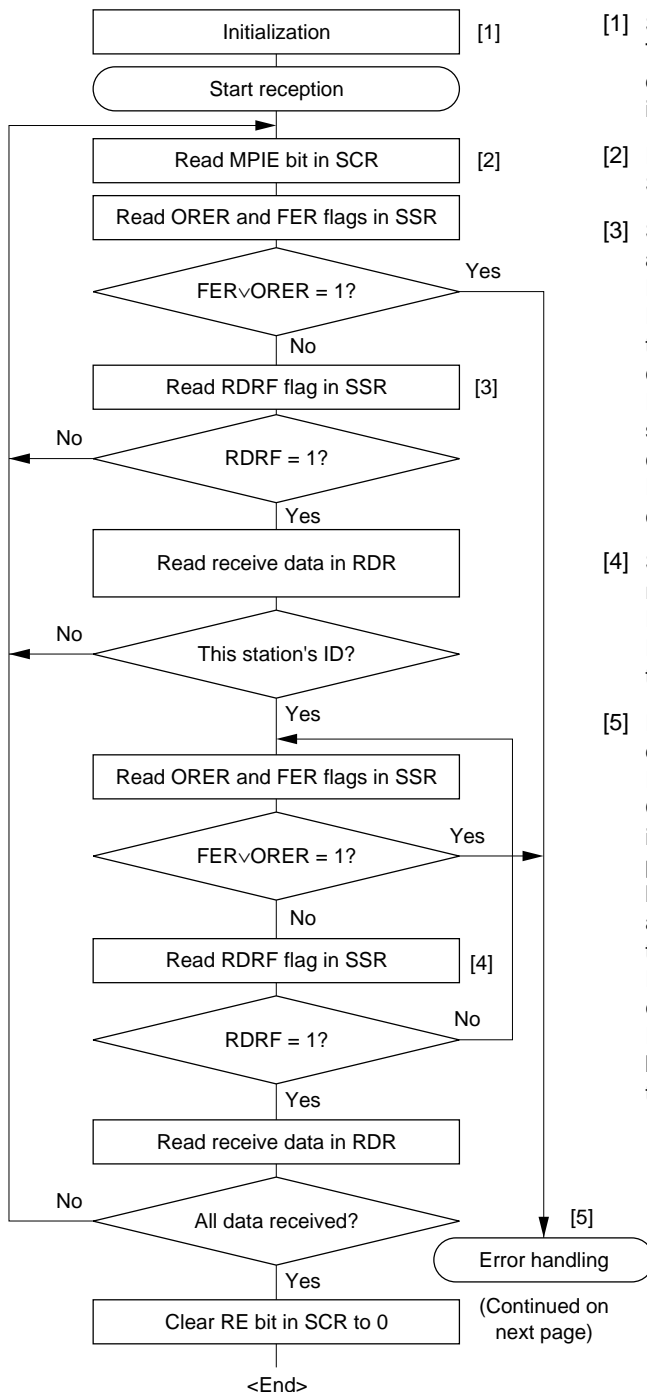 Initialization [1]
Start reception
Read MPIE bit in SCR [2]
Read ORER and FER flags in SSR
FER∨ORER = 1?
Yes
No
Read RDRF flag in SSR [3]
No
RDRF = 1?
Yes
Read receive data in RDR
No
This station's ID?
Yes
Read ORER and FER flags in SSR
Yes
FER∨ORER = 1?
No
Read RDRF flag in SSR [4]
No
RDRF = 1?
Yes
Read receive data in RDR
No
All data received?
[5]
Error handling
Yes
(Continued on
next page)
Clear RE bit in SCR to 0
<End>
[1]
[2]
[3]
[4]
[5]